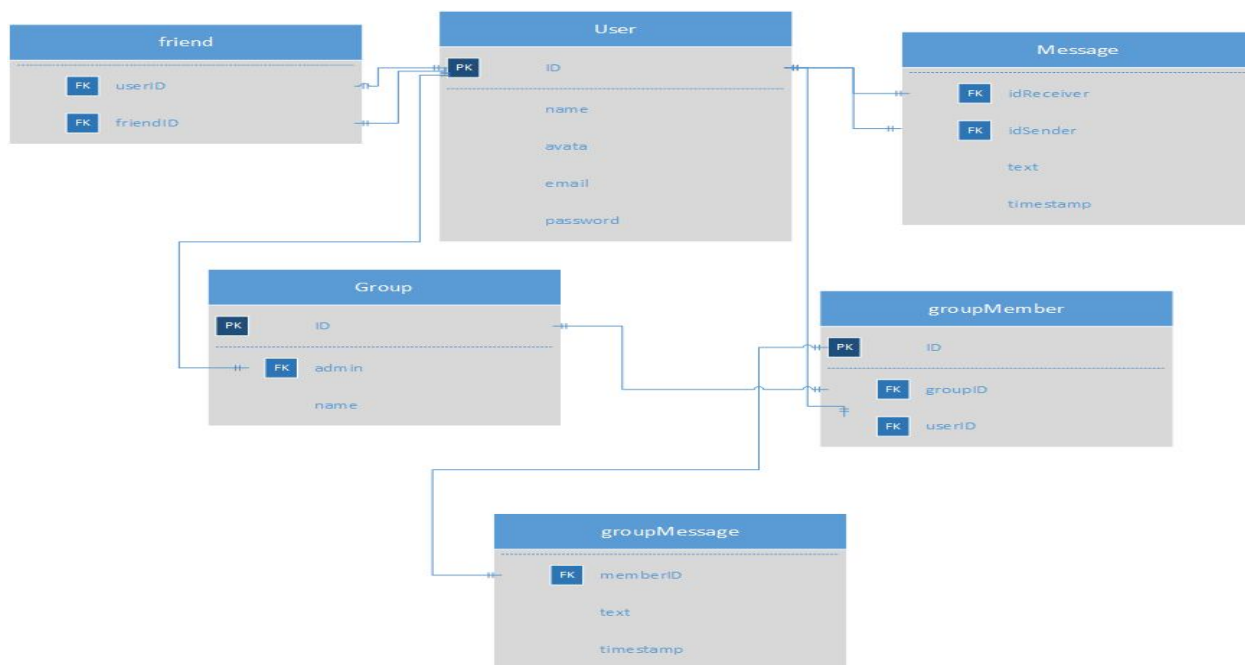 friend
FK userID
FK friendID
User
PK ID
name
avata
email
password
Message
FK idReceiver
FK idSender
text
timestamp
Group
PK ID
FK admin
name
groupMember
PK ID
FK groupID
FK userID
groupMessage
FK memberID
text
timestamp